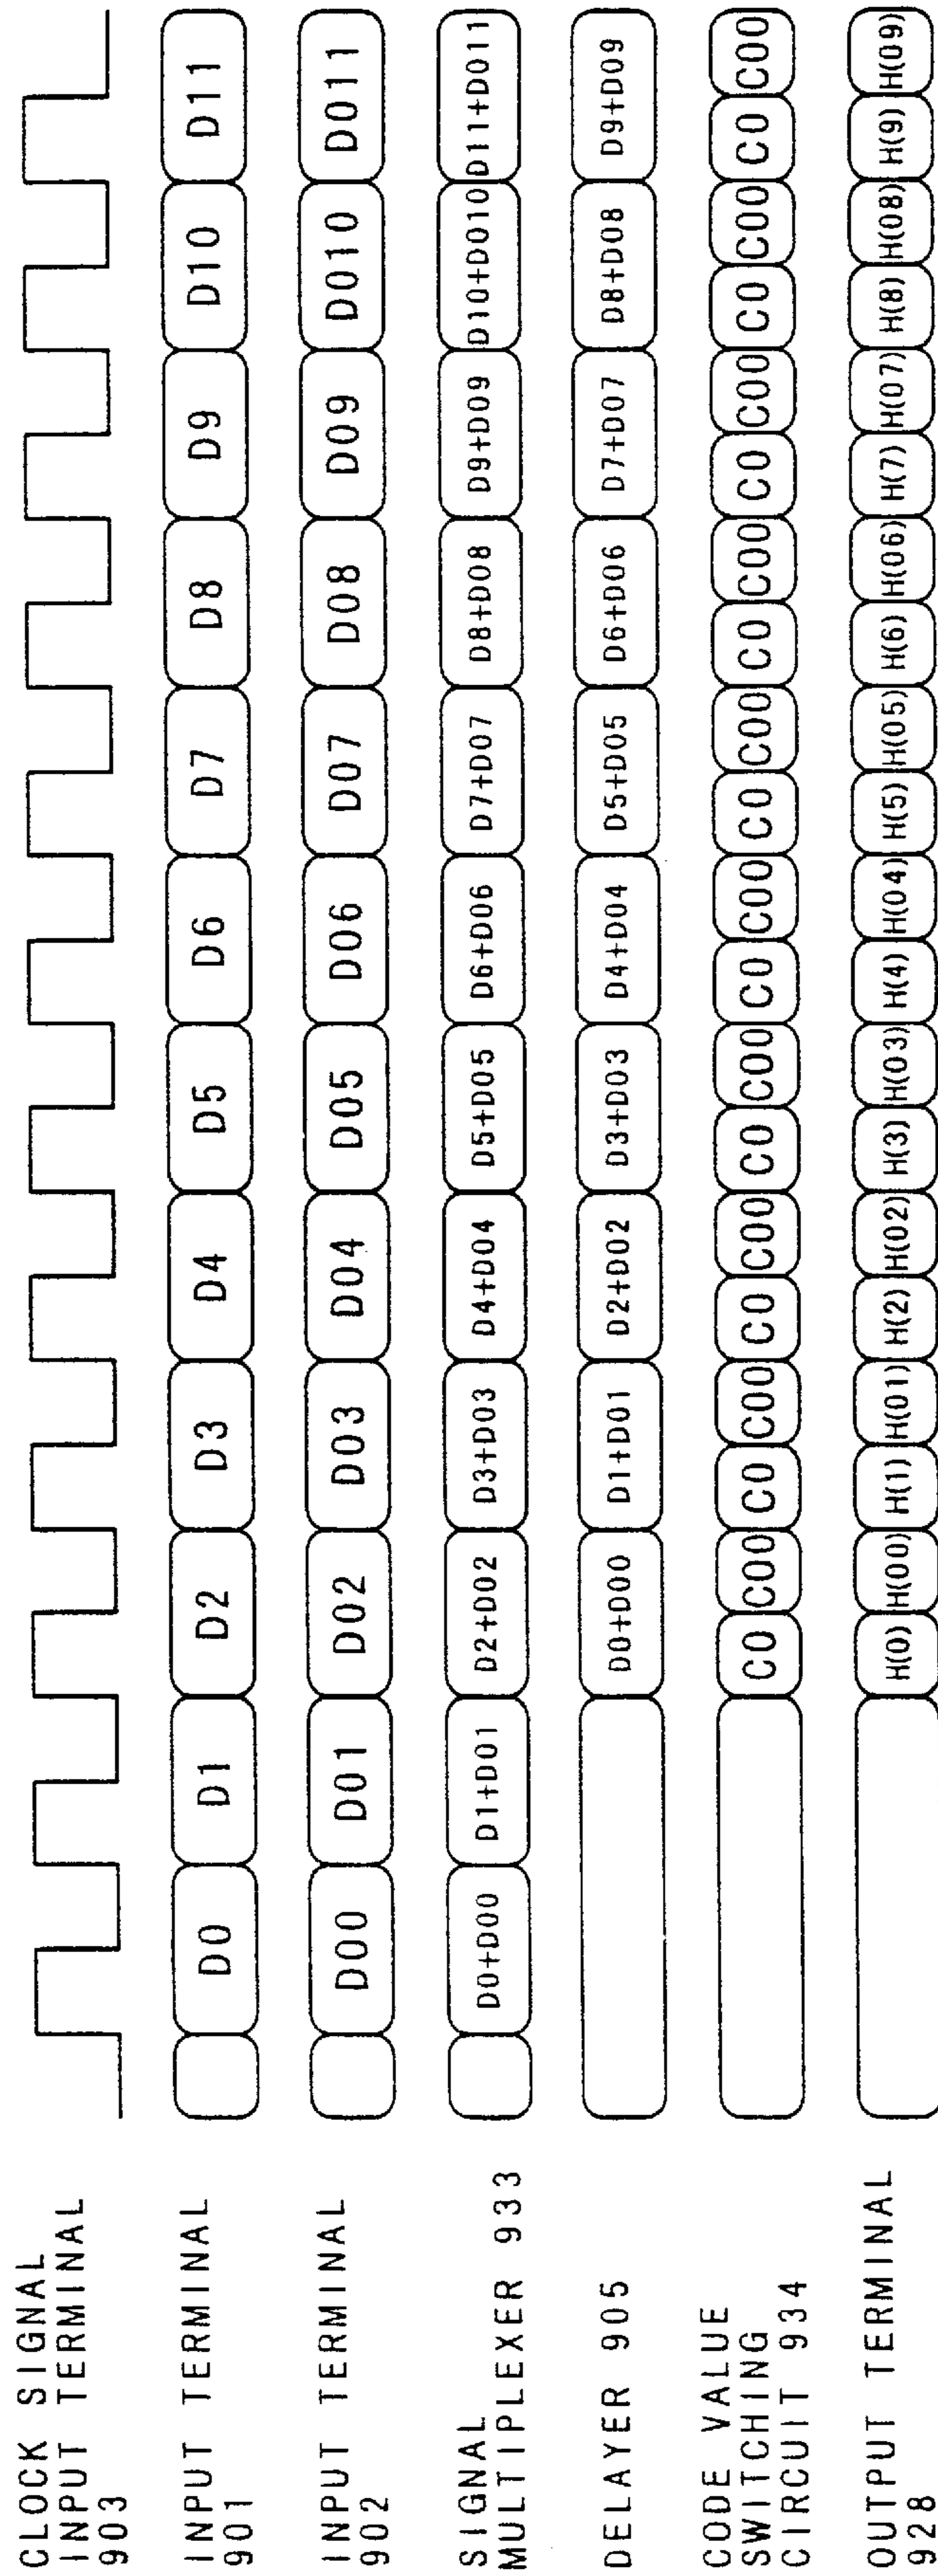 CLOCK SIGNAL
INPUT TERMINAL
903
INPUT TERMINAL
901
D0 D1 D2 D3 D4 D5 D6 D7 D8 D9 D10 D11
INPUT TERMINAL
902
D00 D01 D02 D03 D04 D05 D06 D07 D08 D09 D010 D011
SIGNAL
MULTIPLEXER 933
D0+D00 D1+D01 D2+D02 D3+D03 D4+D04 D5+D05 D6+D06 D7+D07 D8+D08 D9+D09 D10+D010 D11+D011
DELAYER 905
D0+D00 D1+D01 D2+D02 D3+D03 D4+D04 D5+D05 D6+D06 D7+D07 D8+D08 D9+D09
CODE VALUE
SWITCHING
CIRCUIT 934
C0 C00 C0 C00 C0 C00 C0 C00 C0 C00 C0 C00 C0 C00 C0 C00 C0 C00 C0 C00
OUTPUT TERMINAL
928
H(0) H(00) H(1) H(01) H(2) H(02) H(3) H(03) H(4) H(04) H(5) H(05) H(6) H(06) H(7) H(07) H(8) H(08) H(9) H(09)